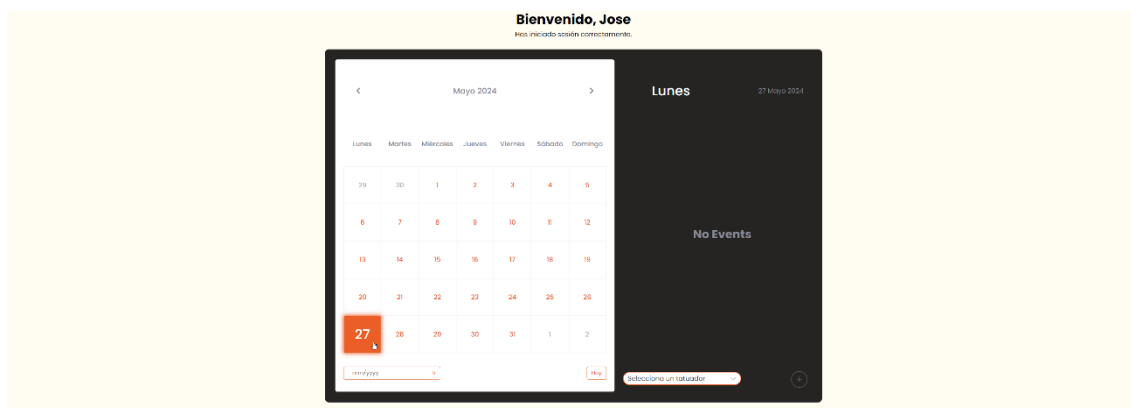 Bienvenido, Jose
Has iniciado sesión correctamente.
Mayo 2024
Lunes Martes Miércoles Jueves Viernes Sábado Domingo
29 30 1 2 3 4 5
6 7 8 9 10 11 12
13 14 15 16 17 18 19
20 21 22 23 24 25 26
27 28 29 30 31 1 2
mm/yyyy Ir Hoy
Lunes 27 Mayo 2024
No Events
Selecciona un tatuador